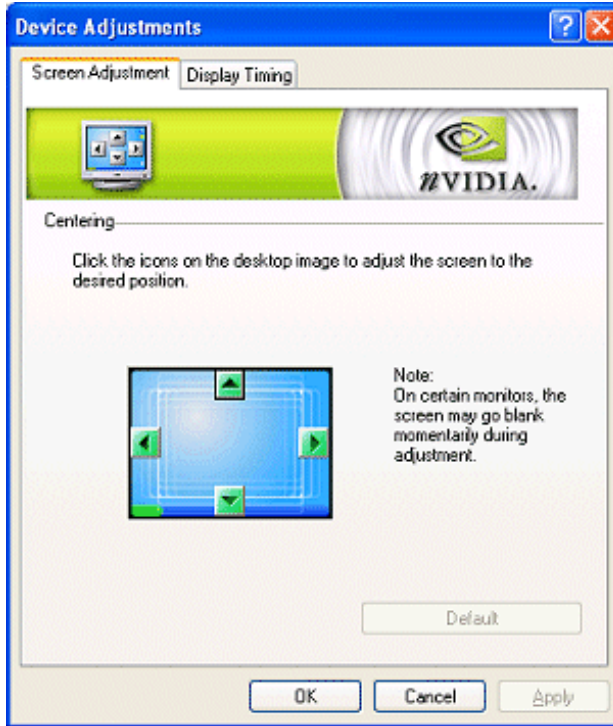 Device Adjustments
Screen Adjustment
Display Timing
nVIDIA.
Centering
Click the icons on the desktop image to adjust the screen to the
desired position.
Note:
On certain monitors, the
screen may go blank
momentarily during
adjustment.
Default
OK
Cancel
Apply